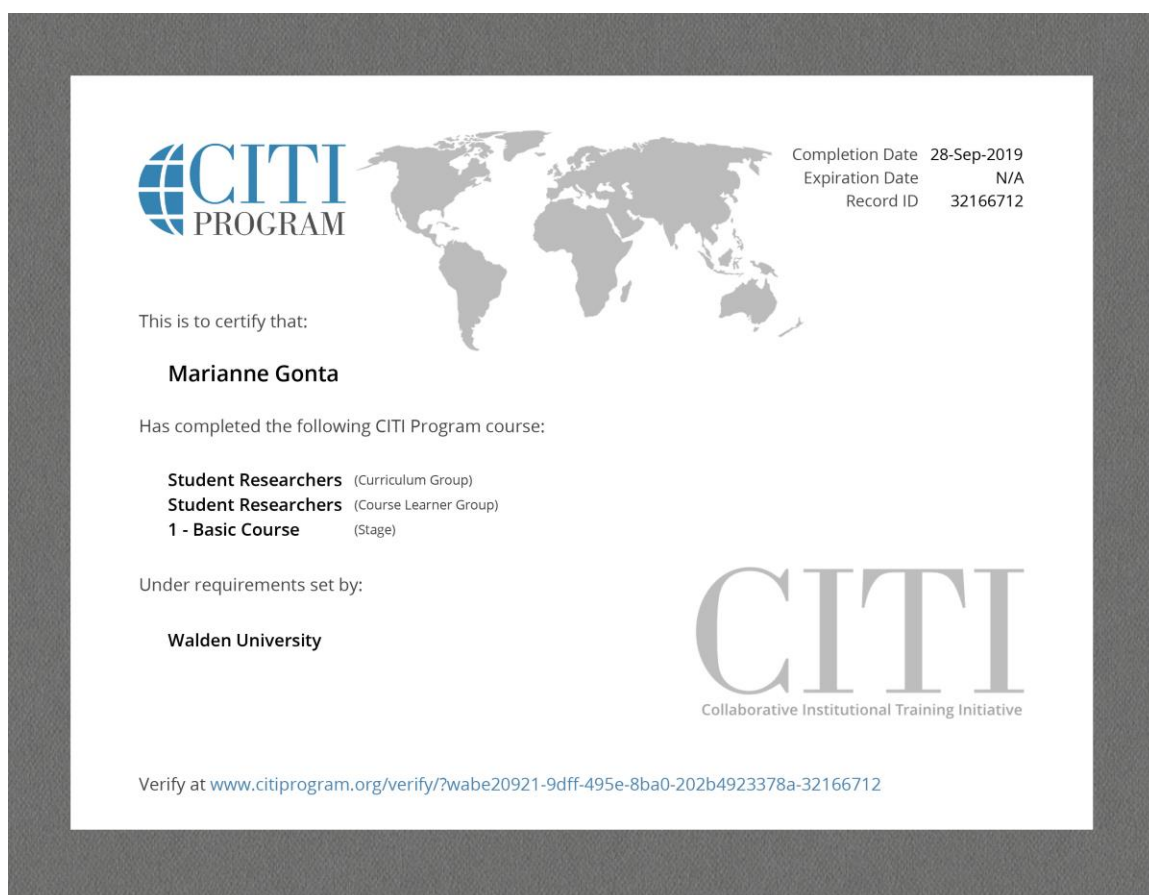 CITI
PROGRAM
Completion Date 28-Sep-2019
Expiration Date N/A
Record ID 32166712
This is to certify that:
Marianne Gonta
Has completed the following CITI Program course:
Student Researchers (Curriculum Group)
Student Researchers (Course Learner Group)
1 - Basic Course (Stage)
Under requirements set by:
Walden University
CITI
Collaborative Institutional Training Initiative
Verify at www.citiprogram.org/verify/?wabe20921-9dff-495e-8ba0-202b4923378a-32166712